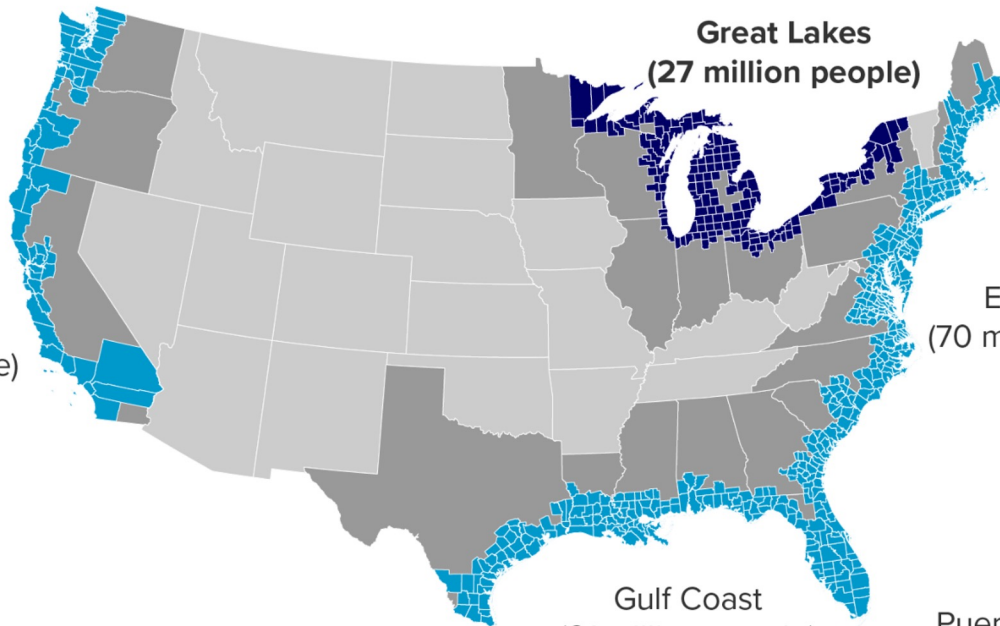 Great Lakes
(27 million people)
E
(70 m
e)
Gulf Coast
Puer